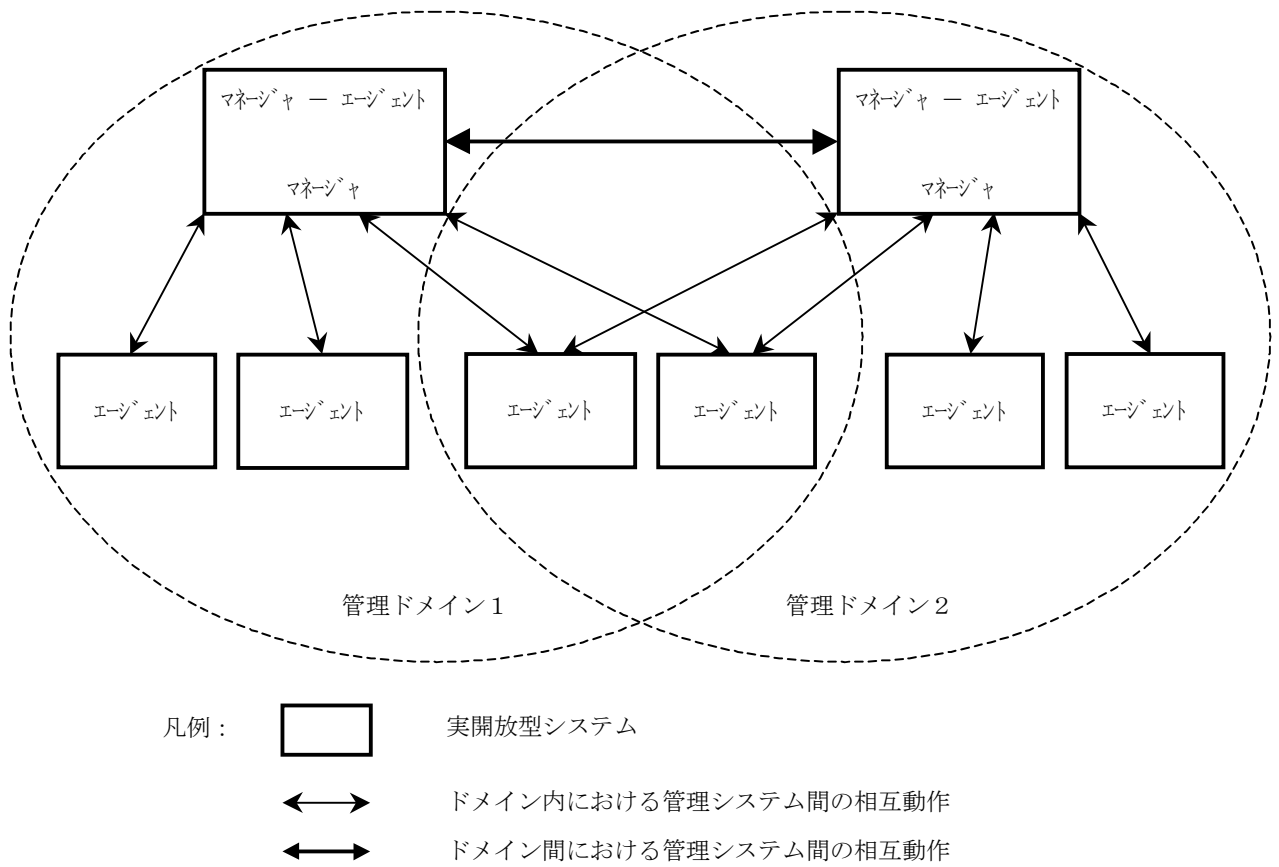 マネージャ － エージェント
マネージャ
マネージャ － エージェント
マネージャ
エージェント
エージェント
エージェント
エージェント
エージェント
エージェント
管理ドメイン１
管理ドメイン２
凡例：
実開放型システム
ドメイン内における管理システム間の相互動作
ドメイン間における管理システム間の相互動作